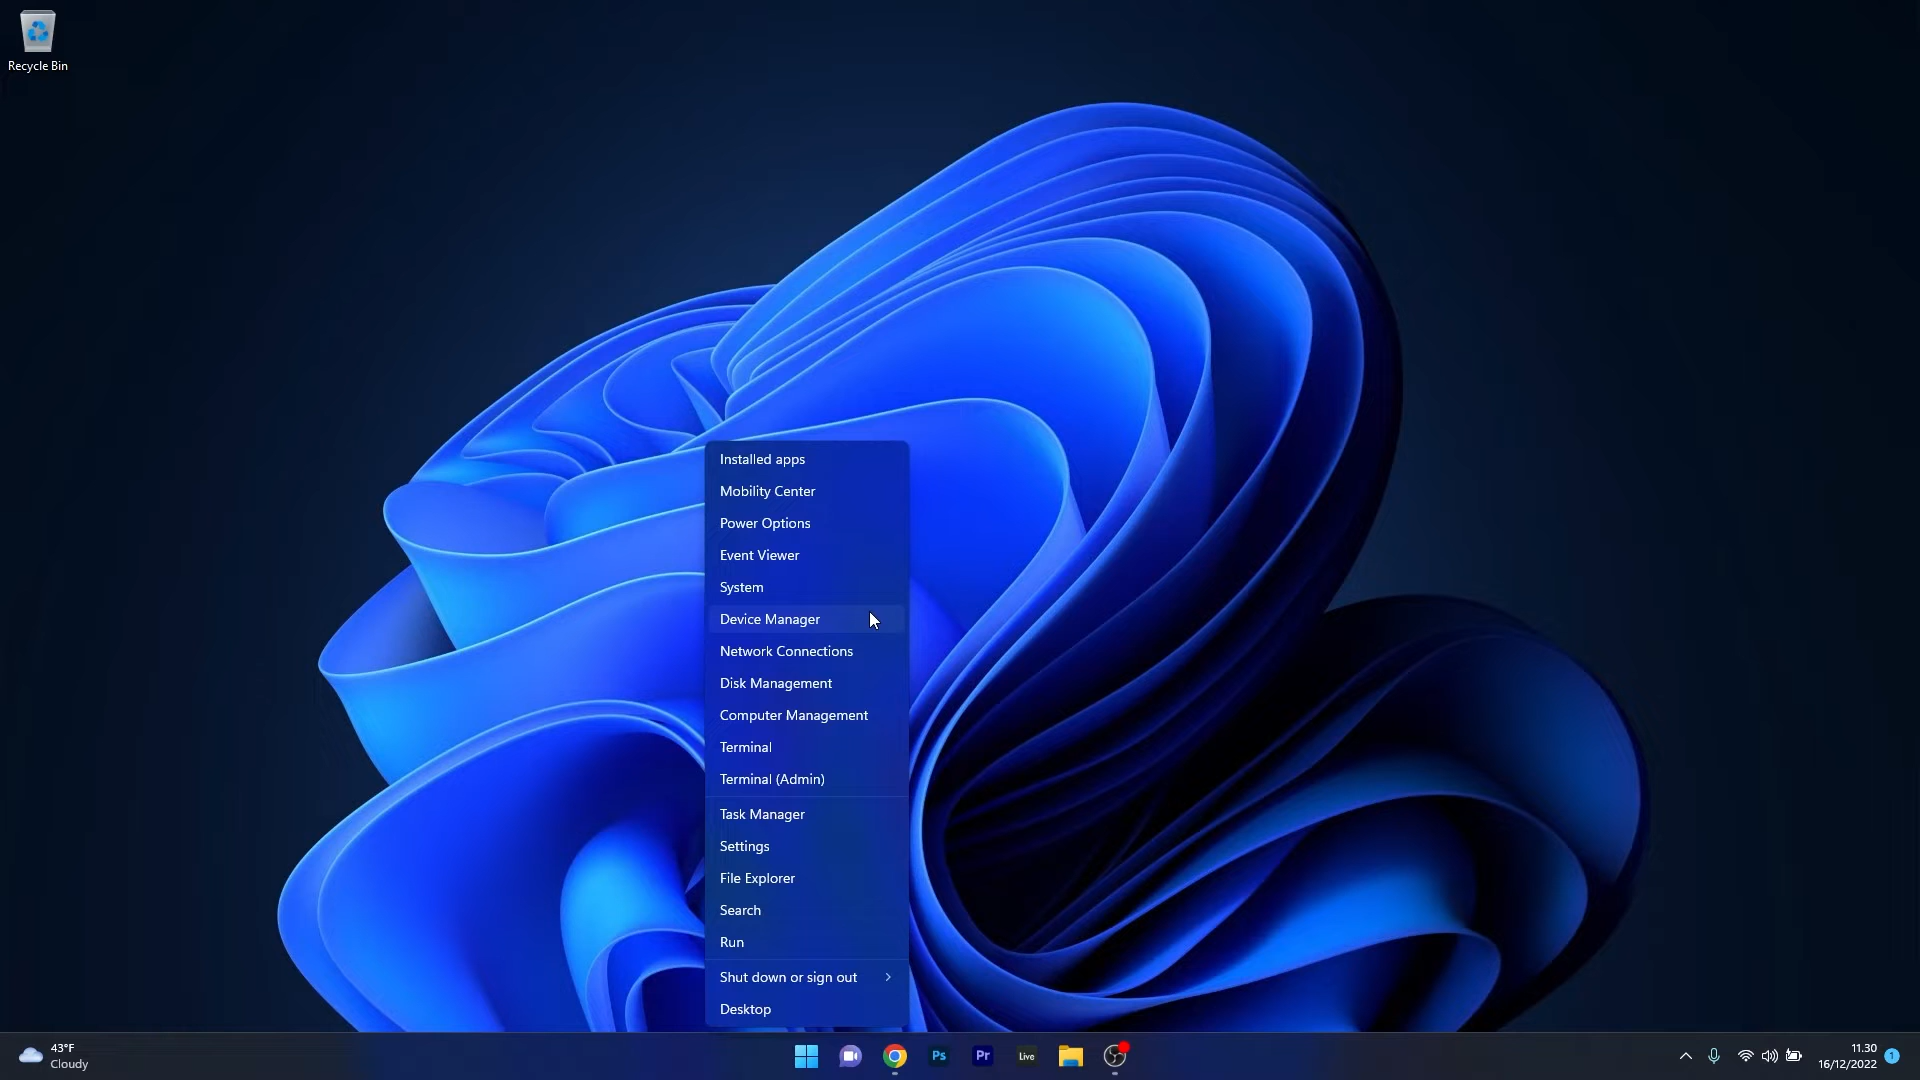 Recycle Bin
Installed apps
Mobility Center
Power Options
Event Viewer
System
Device Manager
Network Connections
Disk Management
Computer Management
Terminal
Terminal (Admin)
Task Manager
Settings
File Explorer
Search
Run
Shut down or sign out
Desktop
43°F
Cloudy
Ps
Pr
Live
11.30
16/12/2022
1